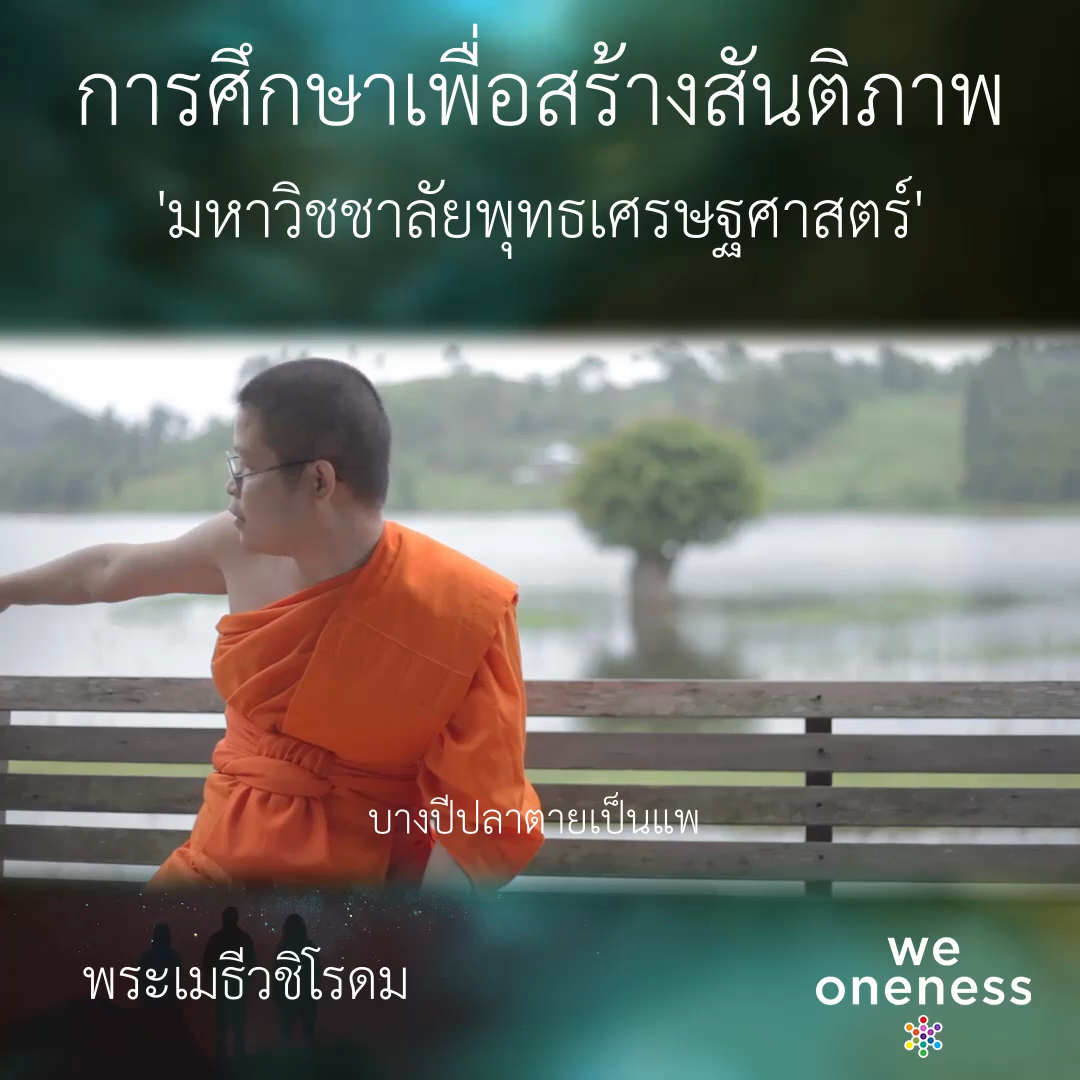 การศึกษาเพื่อสร้างสันติภาพ
'มหาวิชชาลัยพุทธเศรษฐศาสตร์'
บางปีปลาตายเป็นแพ
พระเมธีวชิโรดม
we
oneness